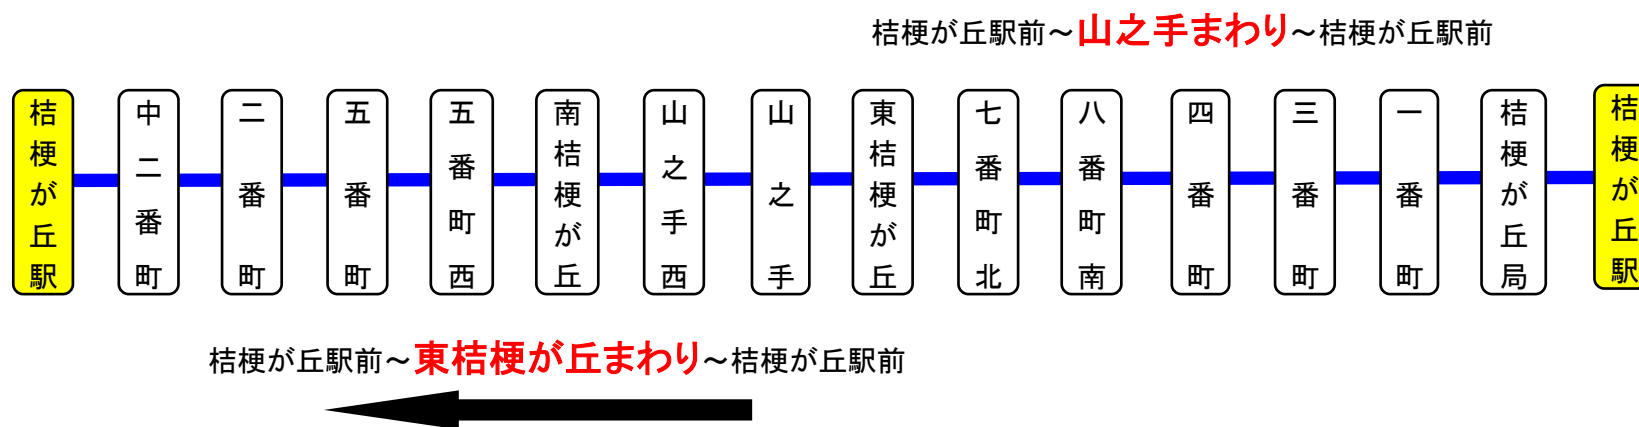 桔梗が丘駅前～山之手まわり～桔梗が丘駅前
桔梗が丘駅
中二番町
二番町
五番町
五番町西
南桔梗が丘
山之手西
山之手
東桔梗が丘
七番町北
八番町南
四番町
三番町
一番町
桔梗が丘局
桔梗が丘駅
桔梗が丘駅前～東桔梗が丘まわり～桔梗が丘駅前